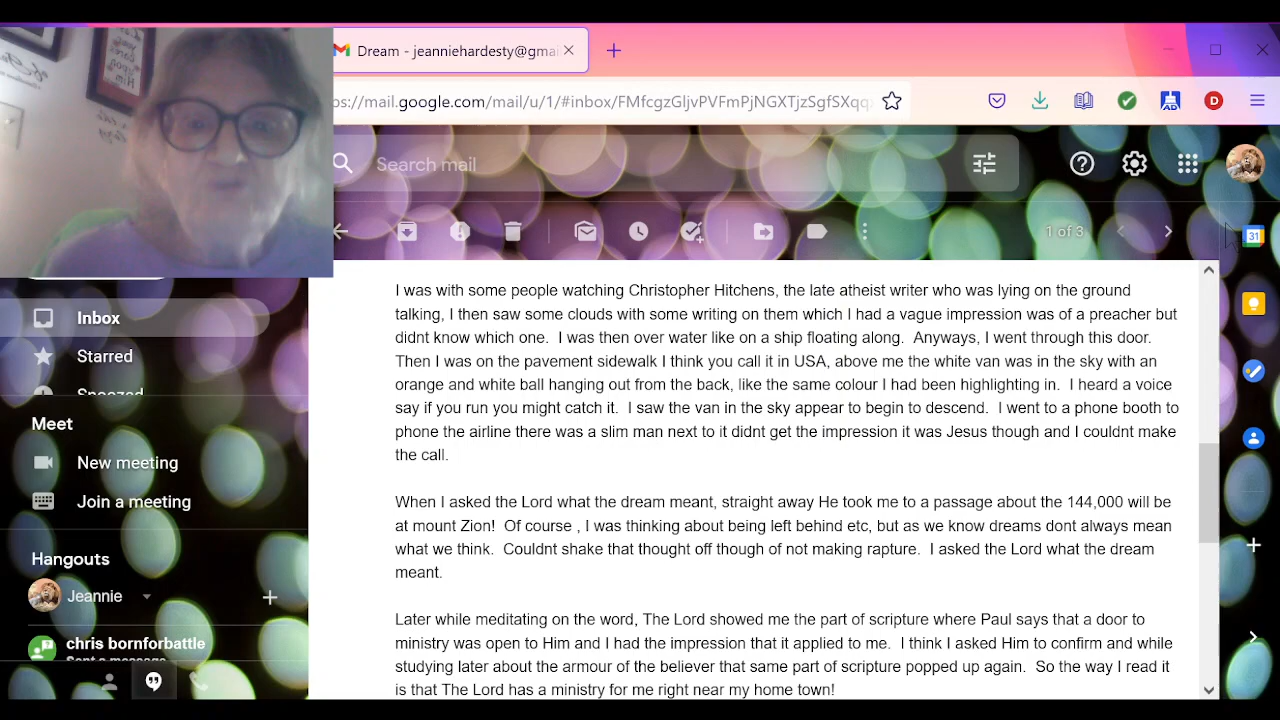 Dream - jeanniehardesty@gmai
ps://mail.google.com/mail/u/1/#inbox/FMfcgzGljvPVFmPjNGXTjzSgfSXqq
AD
D
Search mail
1 of 3
31
Inbox
Starred
Snoozed
Meet
New meeting
Join a meeting
Hangouts
Jeannie
chris bornforbattle
Sent a message
I was with some people watching Christopher Hitchens, the late atheist writer who was lying on the ground
talking, I then saw some clouds with some writing on them which I had a vague impression was of a preacher but
didnt know which one.  I was then over water like on a ship floating along.  Anyways, I went through this door.
Then I was on the pavement sidewalk I think you call it in USA, above me the white van was in the sky with an
orange and white ball hanging out from the back, like the same colour I had been highlighting in.  I heard a voice
say if you run you might catch it.  I saw the van in the sky appear to begin to descend.  I went to a phone booth to
phone the airline there was a slim man next to it didnt get the impression it was Jesus though and I couldnt make
the call.
When I asked the Lord what the dream meant, straight away He took me to a passage about the 144,000 will be
at mount Zion!  Of course , I was thinking about being left behind etc, but as we know dreams dont always mean
what we think.  Couldnt shake that thought off though of not making rapture.  I asked the Lord what the dream
meant.
Later while meditating on the word, The Lord showed me the part of scripture where Paul says that a door to
ministry was open to Him and I had the impression that it applied to me.  I think I asked Him to confirm and while
studying later about the armour of the believer that same part of scripture popped up again.  So the way I read it
is that The Lord has a ministry for me right near my home town!